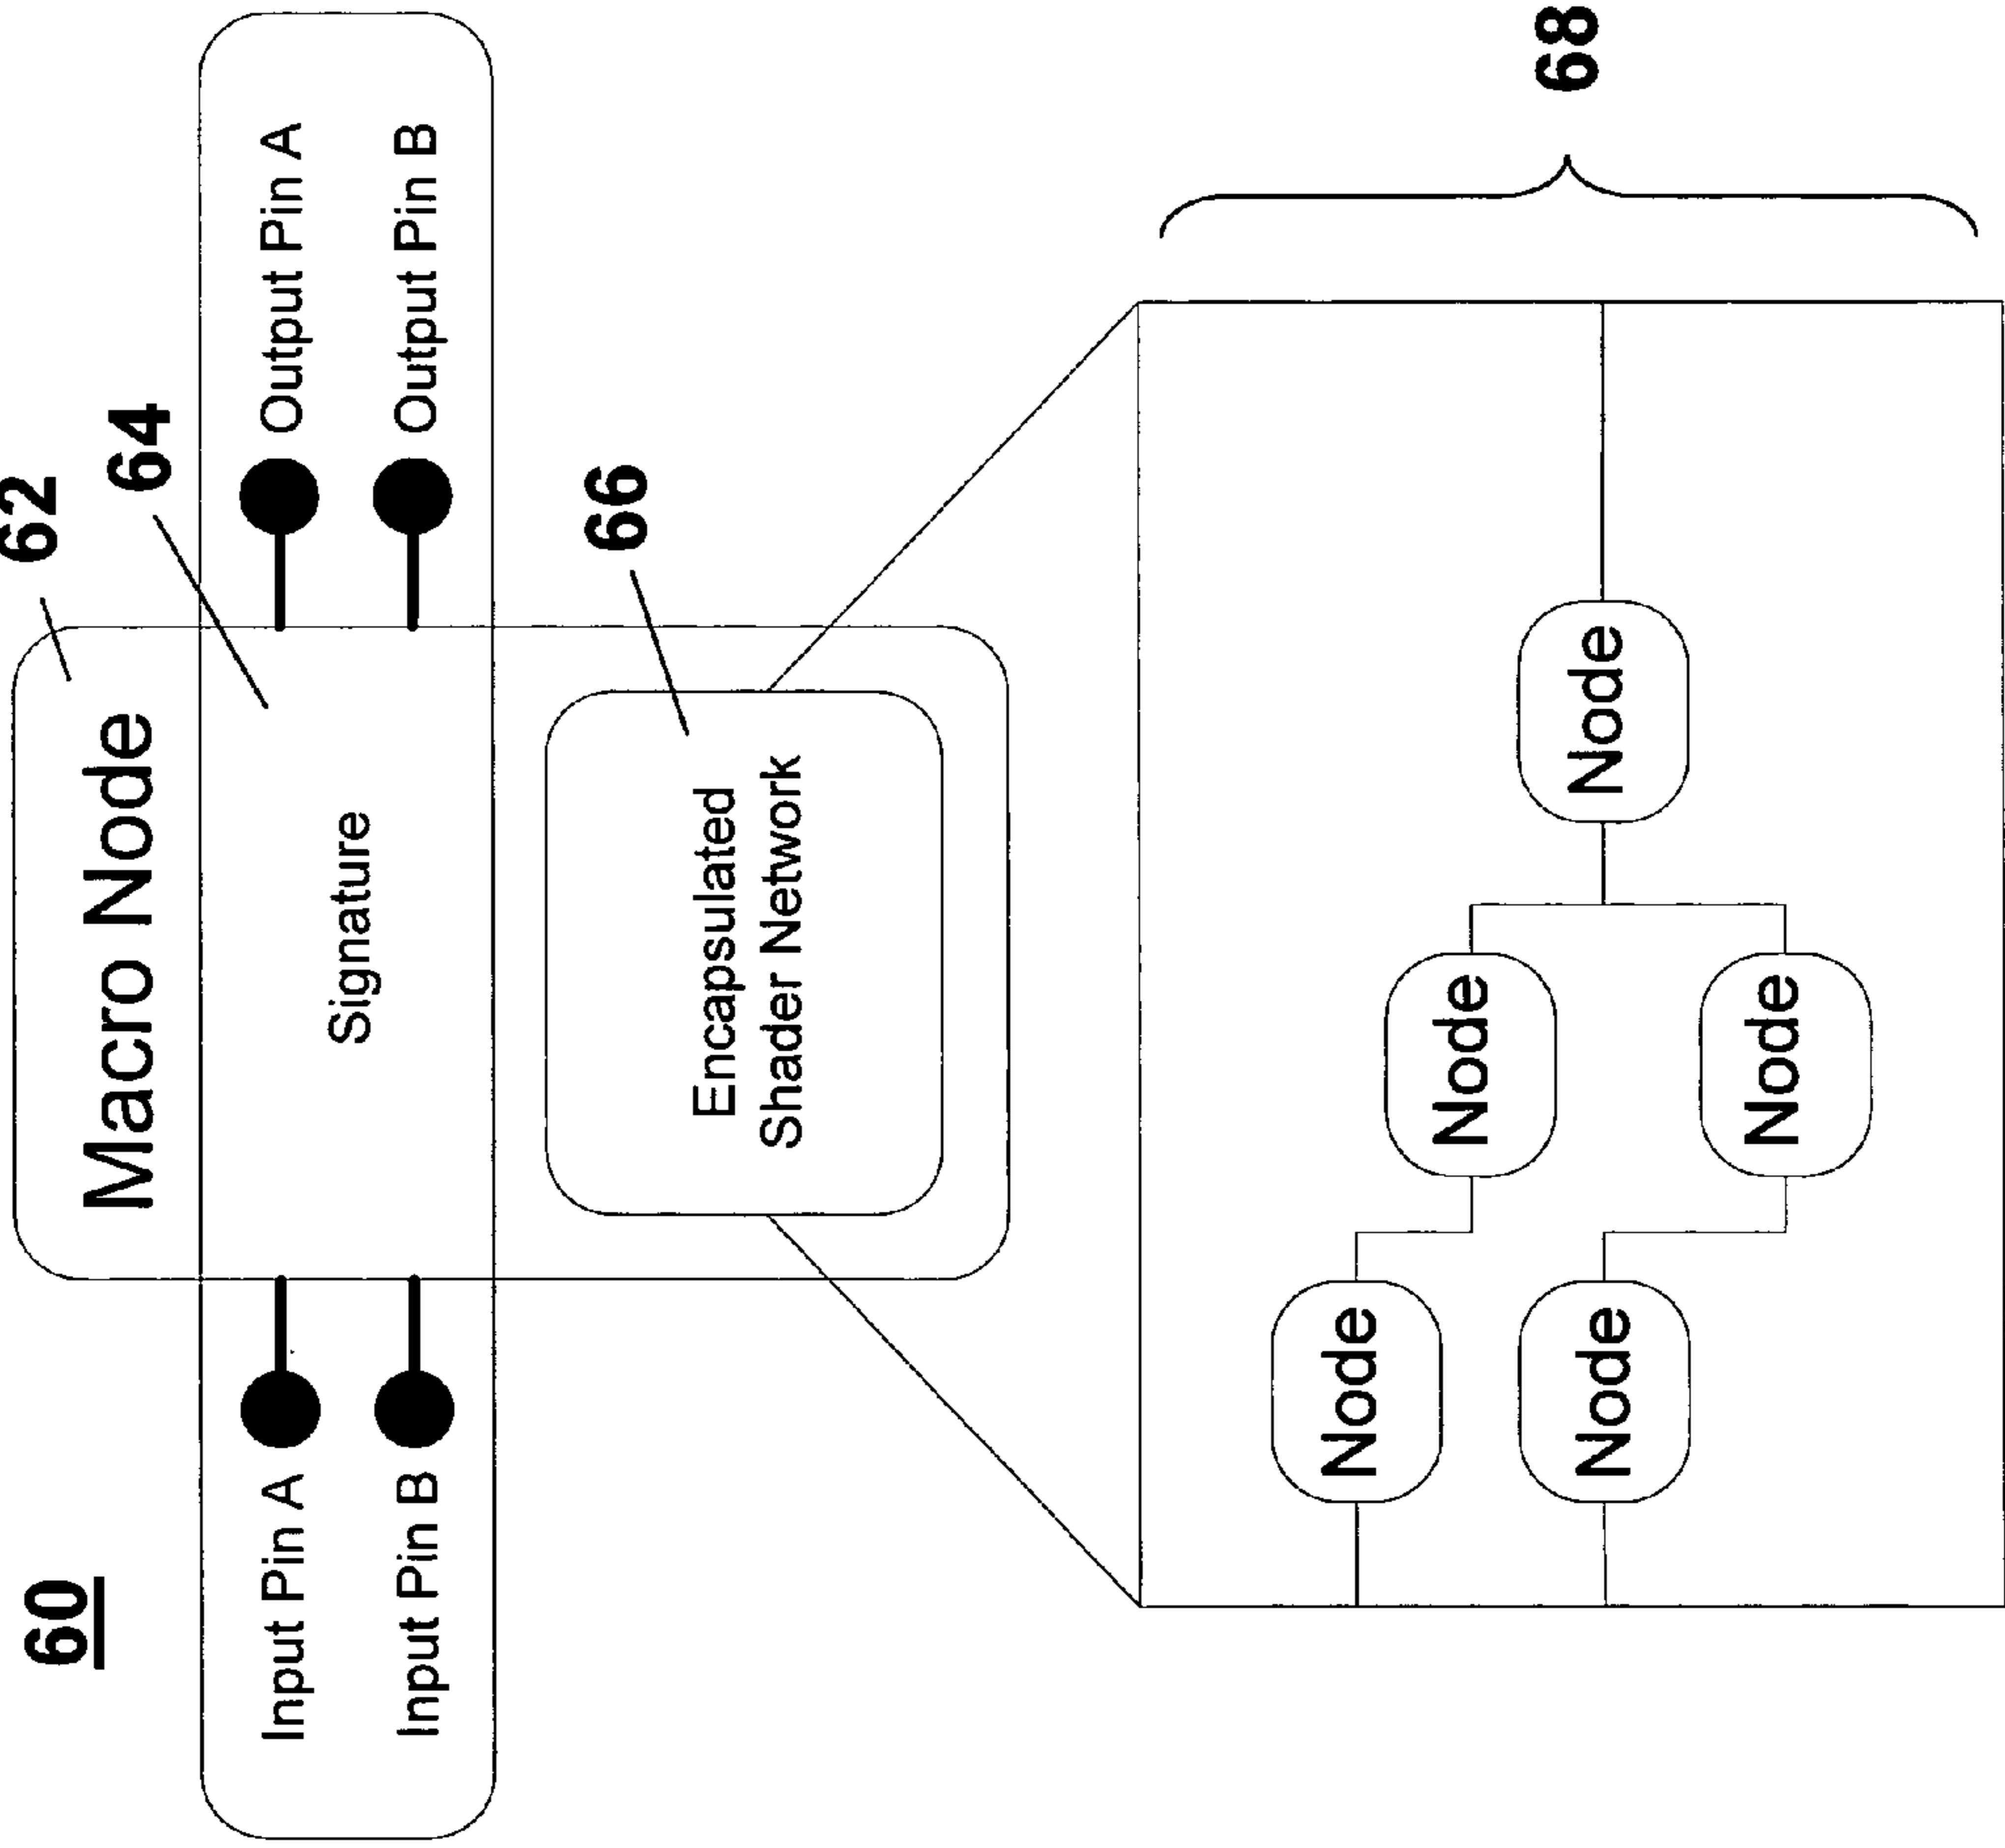 60
62
Macro Node
64
Input Pin A
Output Pin A
Signature
Input Pin B
Output Pin B
66
Encapsulated
Shader Network
Node
Node
Node
Node
Node
68